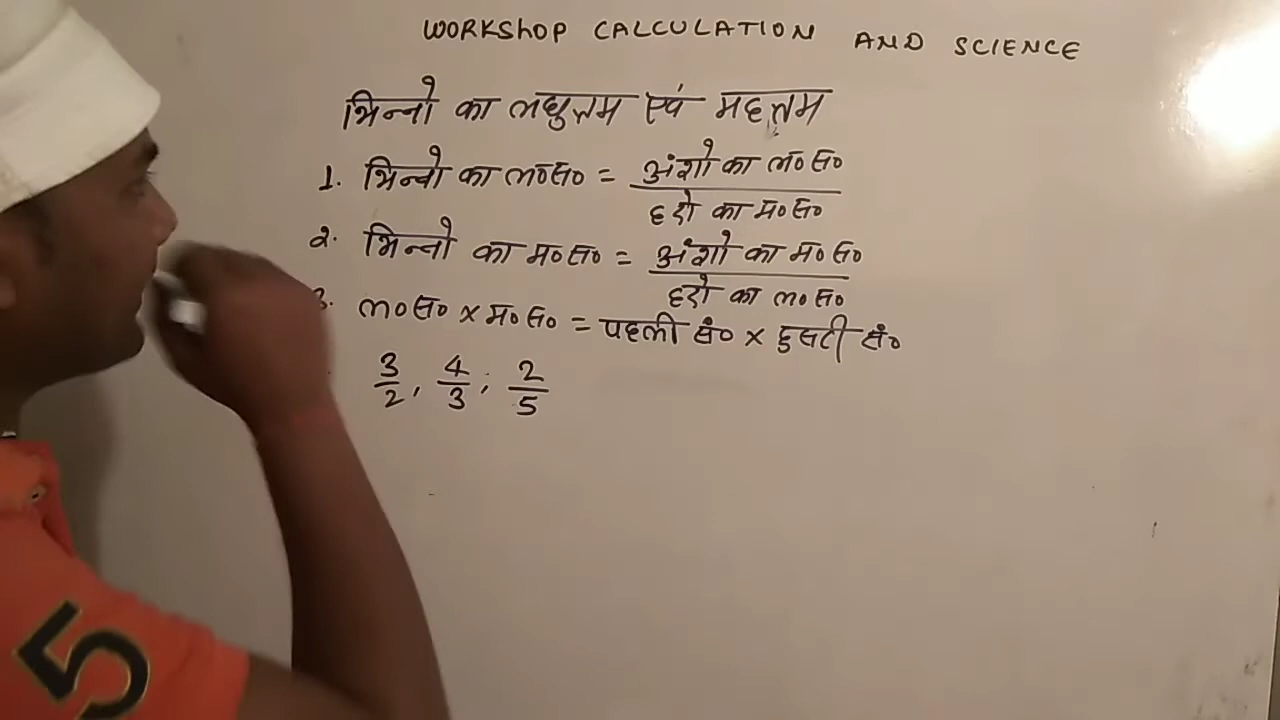 WORKSHOP CALCULATION AND SCIENCE
भिन्नो का लघुत्तम एवं महत्तम
1. भिन्नो का ल०स० = अंशो का ल०स०
हरो का म०स०
2. भिन्नो का म०स० = अंशो का म०स०
हरो का ल०स०
3. ल०स० x म०स० = पहली सं० x दुसरी सं०
3/2, 4/3; 2/5
5